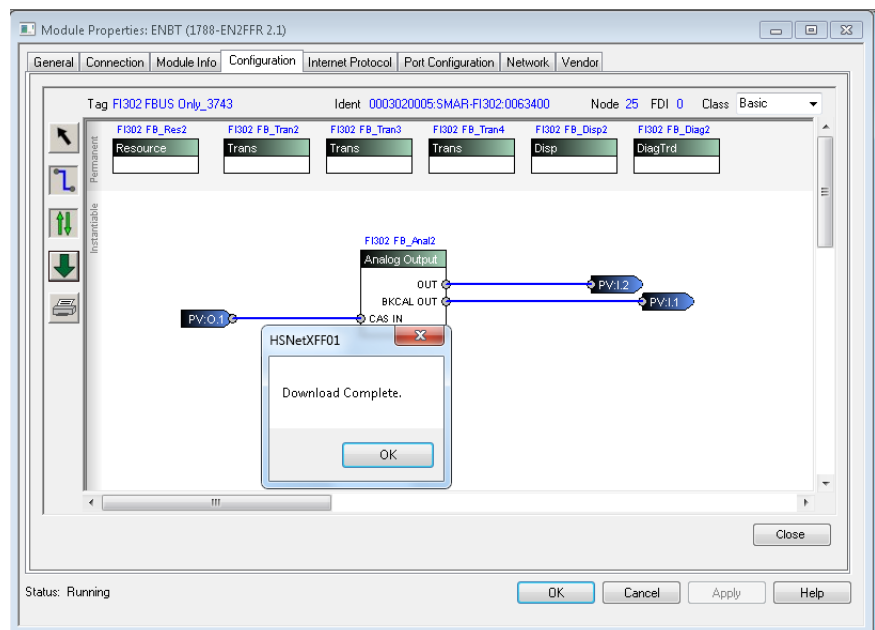 Module Properties: ENBT (1788-EN2FFR 2.1)
General Connection Module Info Configuration Internet Protocol Port Configuration Network Vendor
Tag FI302 FBUS Only_3743 Ident 0003020005:SMAR-FI302:0063400 Node 25 FDI 0 Class Basic
Permanent
FI302 FB_Res2 FI302 FB_Tran2 FI302 FB_Tran3 FI302 FB_Tran4 FI302 FB_Disp2 FI302 FB_Diag2
Resource Trans Trans Trans Disp DiagTrd
Instantiable
FI302 FB_Anal2
Analog Output
OUT PV:I.2
BKCAL OUT PV:I.1
PV:O.1 CAS IN
HSNetXFF01
Download Complete.
OK
Close
Status: Running OK Cancel Apply Help